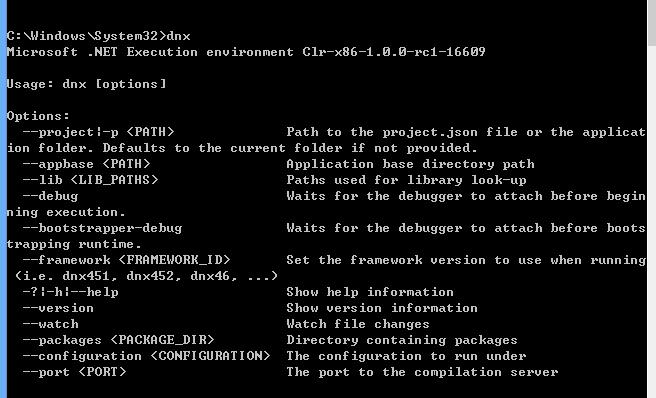 C:\Windows\System32>dnx
Microsoft .NET Execution environment Clr-x86-1.0.0-rc1-16609
Usage: dnx [options]
Options:
--project|-p <PATH> Path to the project.json file or the applicat
ion folder. Defaults to the current folder if not provided.
--appbase <PATH> Application base directory path
--lib <LIB_PATHS> Paths used for library look-up
--debug Waits for the debugger to attach before begin
ning execution.
--bootstrapper-debug Waits for the debugger to attach before boots
trapping runtime.
--framework <FRAMEWORK_ID> Set the framework version to use when running
(i.e. dnx451, dnx452, dnx46, ...)
-?|-h|--help Show help information
--version Show version information
--watch Watch file changes
--packages <PACKAGE_DIR> Directory containing packages
--configuration <CONFIGURATION> The configuration to run under
--port <PORT> The port to the compilation server